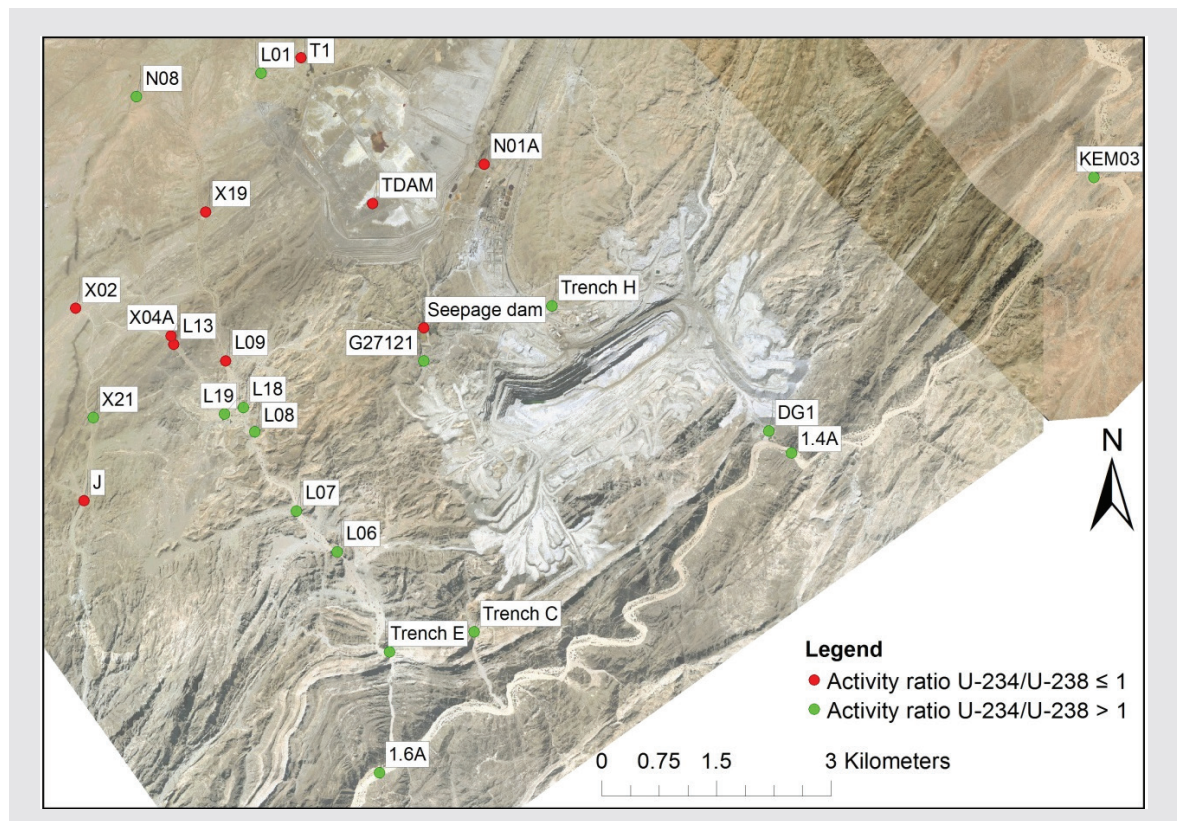 T1
L01
N08
N01A
KEM03
TDAM
X19
X02
Trench H
Seepage dam
X04A
L13
G27121
L09
L18
L19
L08
X21
DG1
1.4A
N
J
L07
L06
Trench C
Trench E
1.6A
Legend
Activity ratio U-234/U-238 ≤ 1
Activity ratio U-234/U-238 > 1
0 0.75 1.5 3 Kilometers